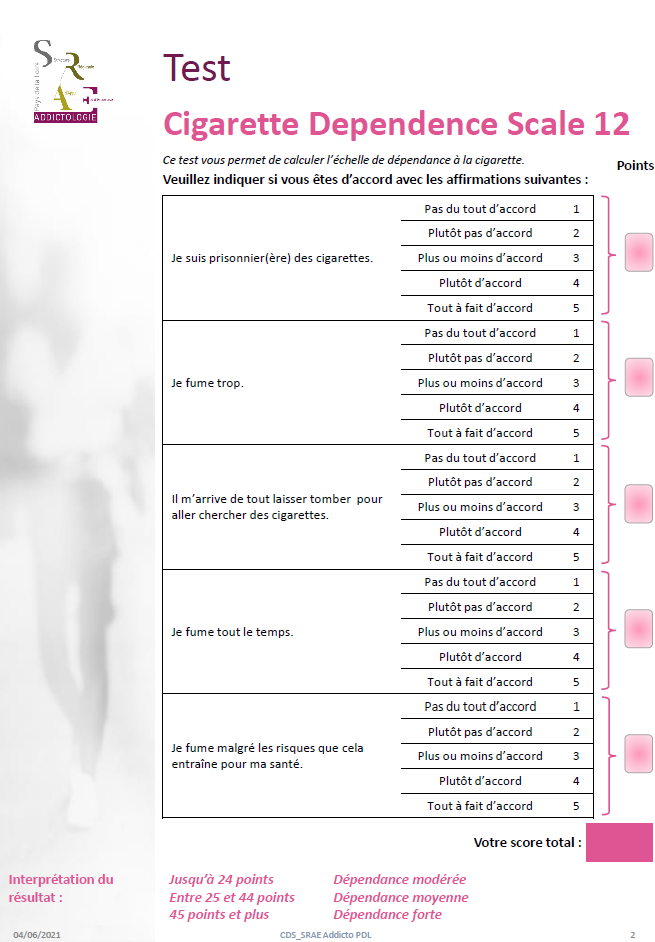 Pays de la Loire
ADDICTOLOGIE
Test
Cigarette Dependence Scale 12
Ce test vous permet de calculer l’échelle de dépendance à la cigarette.
Points
Veuillez indiquer si vous êtes d’accord avec les affirmations suivantes :
Je suis prisonnier(ère) des cigarettes.
Pas du tout d’accord 1
Plutôt pas d’accord 2
Plus ou moins d’accord 3
Plutôt d’accord 4
Tout à fait d’accord 5
Je fume trop.
Pas du tout d’accord 1
Plutôt pas d’accord 2
Plus ou moins d’accord 3
Plutôt d’accord 4
Tout à fait d’accord 5
Il m’arrive de tout laisser tomber pour
aller chercher des cigarettes.
Pas du tout d’accord 1
Plutôt pas d’accord 2
Plus ou moins d’accord 3
Plutôt d’accord 4
Tout à fait d’accord 5
Je fume tout le temps.
Pas du tout d’accord 1
Plutôt pas d’accord 2
Plus ou moins d’accord 3
Plutôt d’accord 4
Tout à fait d’accord 5
Je fume malgré les risques que cela
entraîne pour ma santé.
Pas du tout d’accord 1
Plutôt pas d’accord 2
Plus ou moins d’accord 3
Plutôt d’accord 4
Tout à fait d’accord 5
Votre score total :
Interprétation du
résultat :
Jusqu’à 24 points Dépendance modérée
Entre 25 et 44 points Dépendance moyenne
45 points et plus Dépendance forte
04/06/2021 CDS_SRAE Addicto PDL 2